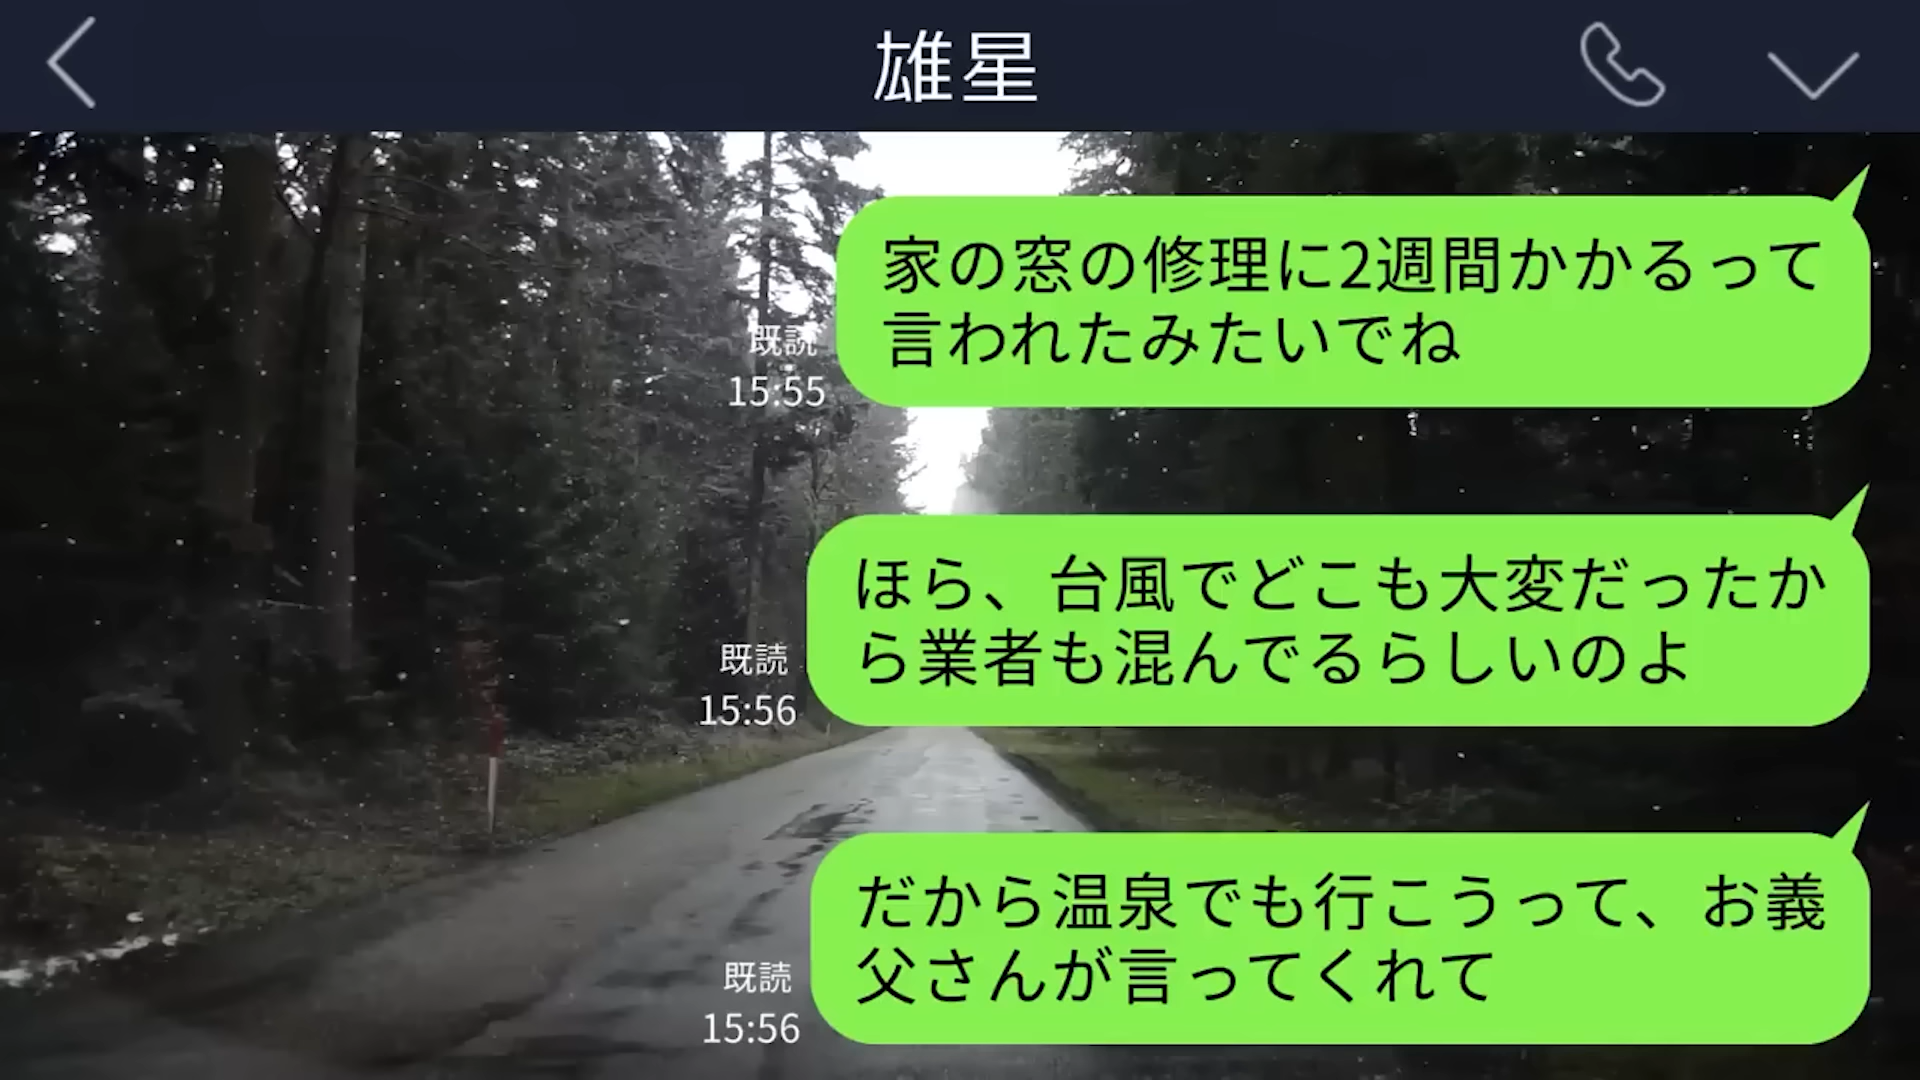 雄星
家の窓の修理に2週間かかるって
言われたみたいでね
既読
15:55
ほら、台風でどこも大変だったか
ら業者も混んでるらしいのよ
既読
15:56
だから温泉でも行こうって、お義
父さんが言ってくれて
既読
15:56